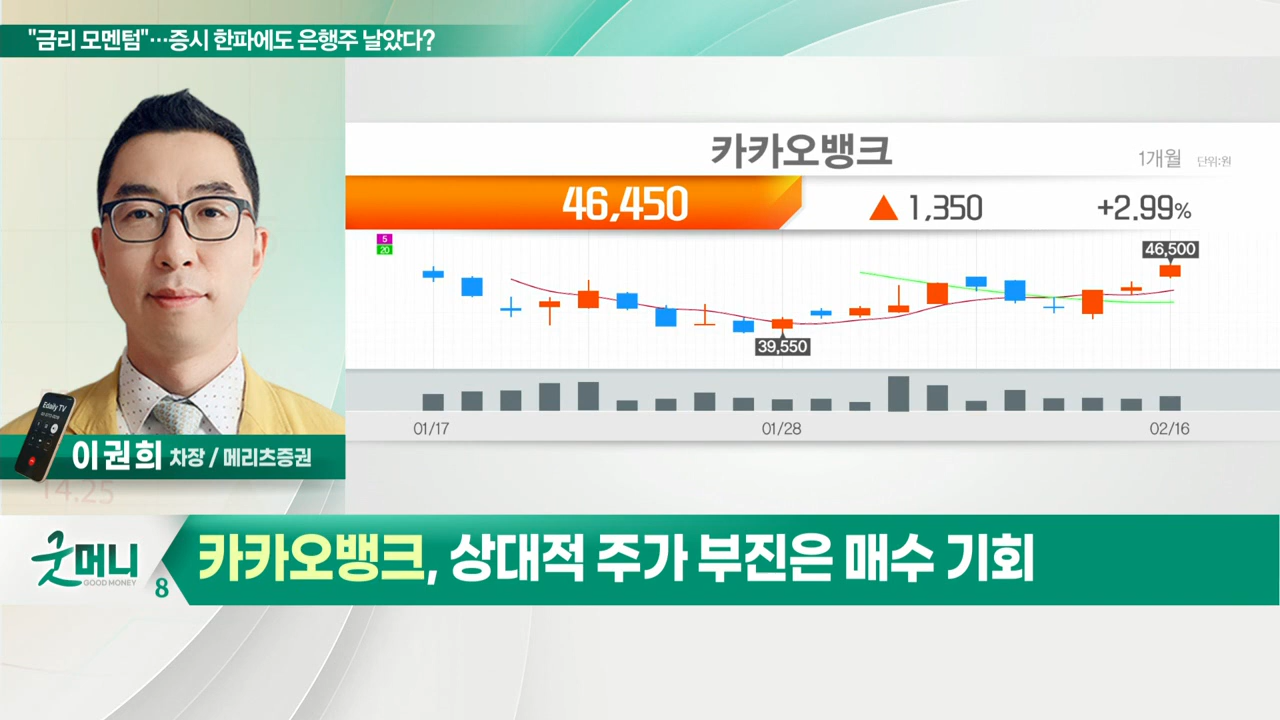 "금리 모멘텀"…증시 한파에도 은행주 날았다?
카카오뱅크
1개월 단위:원
46,450 ▲ 1,350 +2.99%
5
20
46,500
39,550
01/17 01/28 02/16
Edaily TV
이권희 차장 / 메리츠증권
14.25
굿머니
GOOD MONEY
8
카카오뱅크, 상대적 주가 부진은 매수 기회